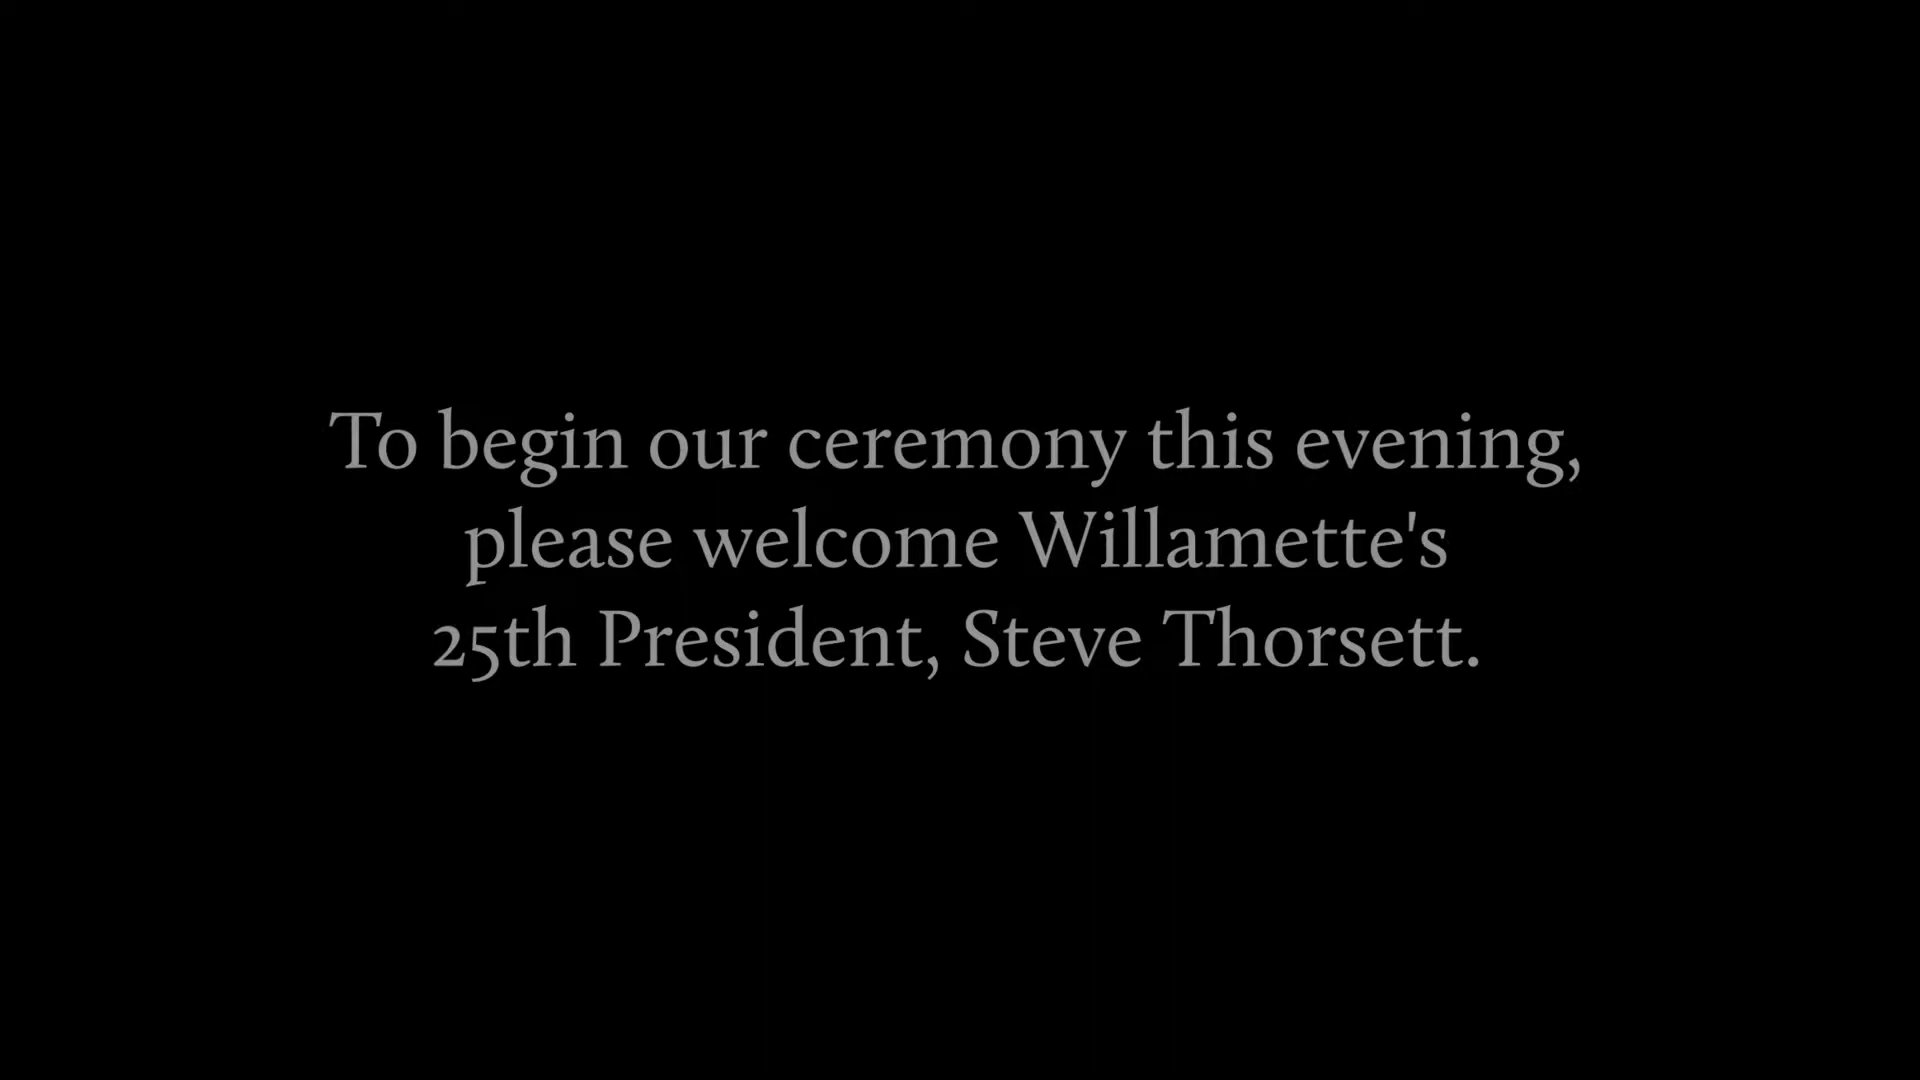 To begin our ceremony this evening,
please welcome Willamette's
25th President, Steve Thorsett.